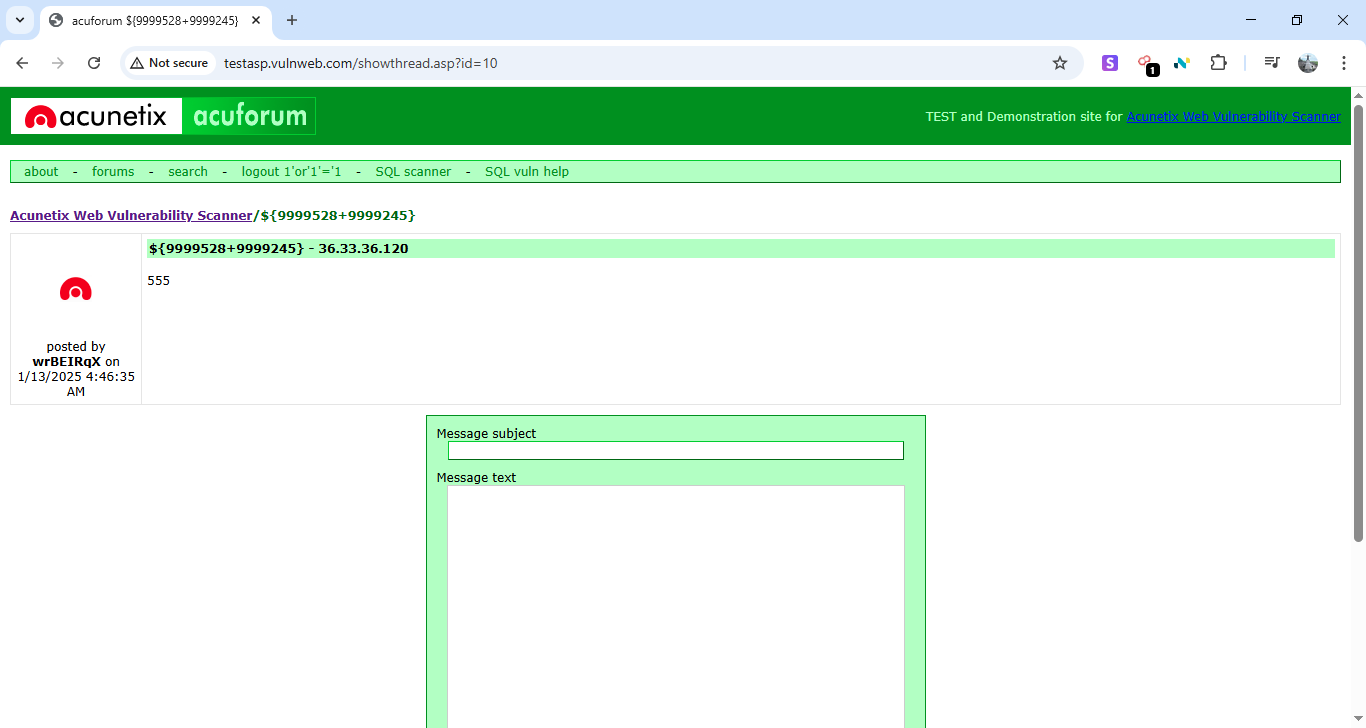 acuforum ${9999528+9999245}
Not secure
testasp.vulnweb.com/showthread.asp?id=10
S
1
acunetix acuforum
TEST and Demonstration site for Acunetix Web Vulnerability Scanner
about - forums - search - logout 1'or'1'='1 - SQL scanner - SQL vuln help
Acunetix Web Vulnerability Scanner/${9999528+9999245}
${9999528+9999245} - 36.33.36.120
555
posted by
wrBEIRqX on
1/13/2025 4:46:35
AM
Message subject
Message text